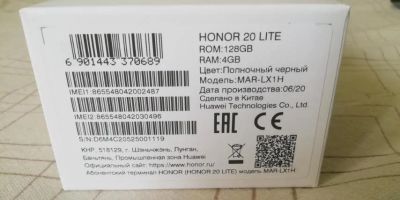 HONOR 20 LITE
ROM:128GB
RAM:4GB
Цвет:Полночный черный
Модель:MAR-LX1H
Дата производства:06/20
Сделано в Китае
Huawei Technologies Co., Ltd.
6 901443 370689
IMEI1:865548042002487
IMEI2:865548042030496
S/N:D6M4C20525001119
EAC CE
КНР, 518129, г. Шэньчжэнь, Лунган,
Баньтянь, Промышленная зона Huawei
Сайт: https://www.honor.ru/
Абонентский терминал HONOR (HONOR 20 LITE) модель MAR-LX1H